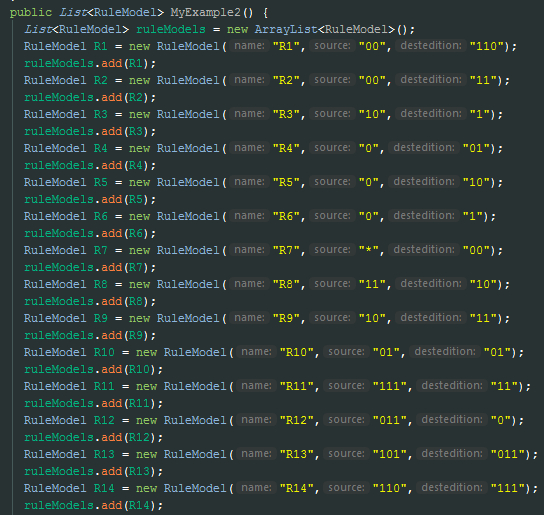 public List<RuleModel> MyExample2() {
List<RuleModel> ruleModels = new ArrayList<RuleModel>();
RuleModel R1 = new RuleModel( name: "R1", source: "00", destedition: "110");
ruleModels.add(R1);
RuleModel R2 = new RuleModel( name: "R2", source: "00", destedition: "11");
ruleModels.add(R2);
RuleModel R3 = new RuleModel( name: "R3", source: "10", destedition: "1");
ruleModels.add(R3);
RuleModel R4 = new RuleModel( name: "R4", source: "0", destedition: "01");
ruleModels.add(R4);
RuleModel R5 = new RuleModel( name: "R5", source: "0", destedition: "10");
ruleModels.add(R5);
RuleModel R6 = new RuleModel( name: "R6", source: "0", destedition: "1");
ruleModels.add(R6);
RuleModel R7 = new RuleModel( name: "R7", source: "*", destedition: "00");
ruleModels.add(R7);
RuleModel R8 = new RuleModel( name: "R8", source: "11", destedition: "10");
ruleModels.add(R8);
RuleModel R9 = new RuleModel( name: "R9", source: "10", destedition: "11");
ruleModels.add(R9);
RuleModel R10 = new RuleModel( name: "R10", source: "01", destedition: "01");
ruleModels.add(R10);
RuleModel R11 = new RuleModel( name: "R11", source: "111", destedition: "11");
ruleModels.add(R11);
RuleModel R12 = new RuleModel( name: "R12", source: "011", destedition: "0");
ruleModels.add(R12);
RuleModel R13 = new RuleModel( name: "R13", source: "101", destedition: "011");
ruleModels.add(R13);
RuleModel R14 = new RuleModel( name: "R14", source: "110", destedition: "111");
ruleModels.add(R14);